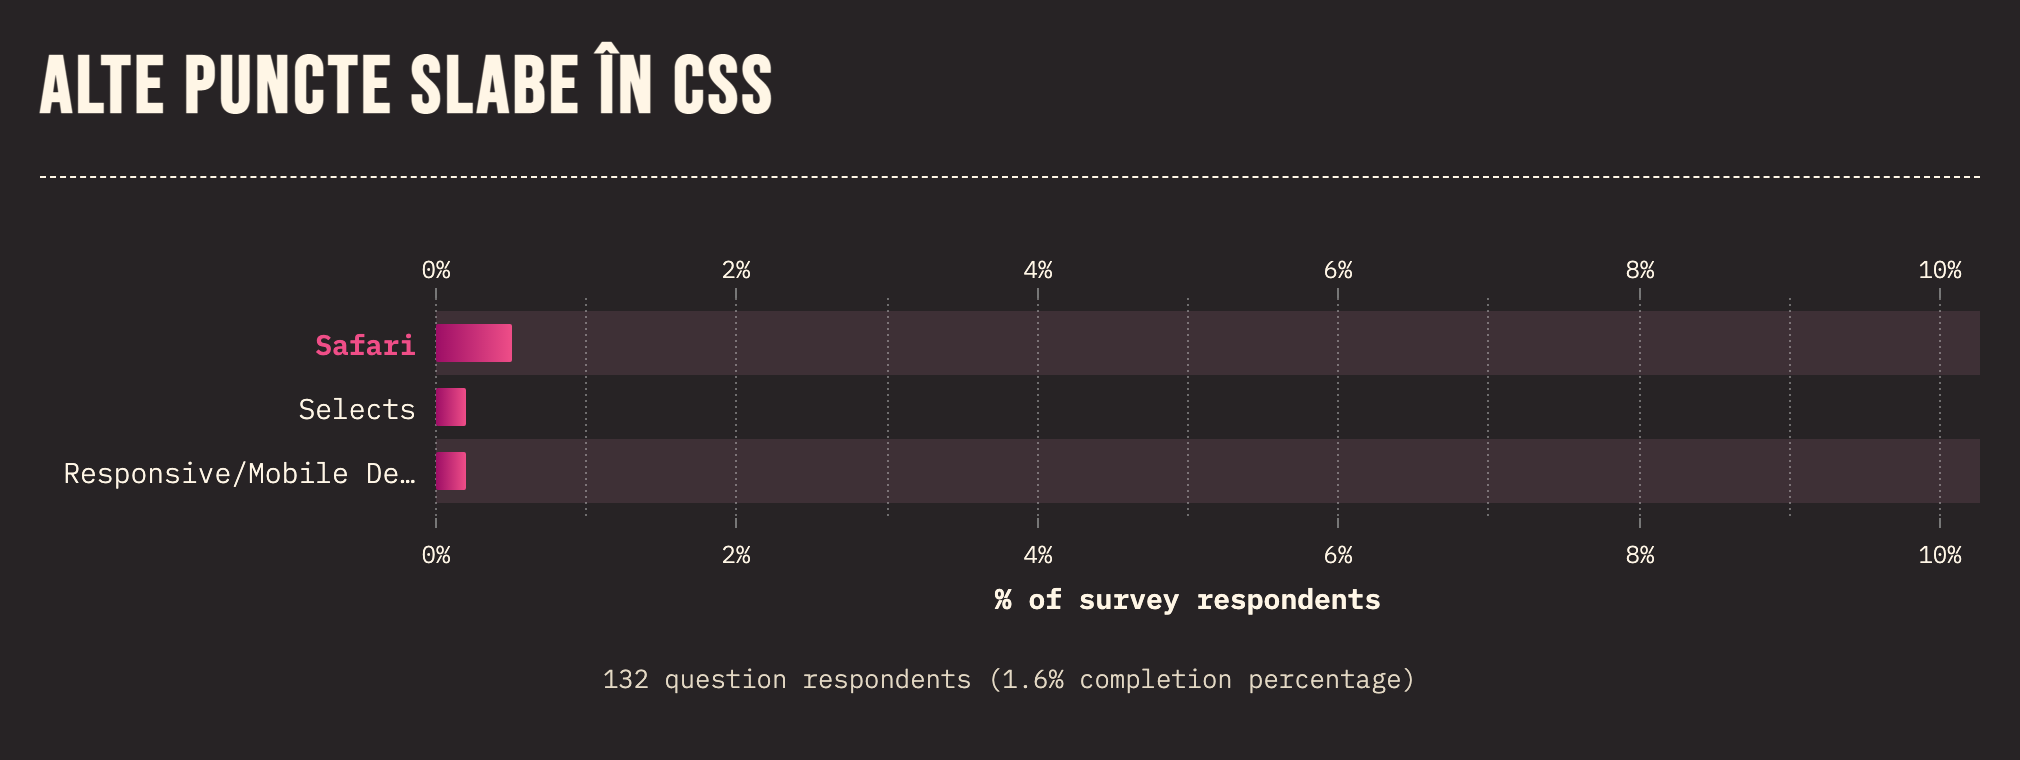 ALTE PUNCTE SLABE ÎN CSS
0% 2% 4% 6% 8% 10%
Safari
Selects
Responsive/Mobile De…
0% 2% 4% 6% 8% 10%
% of survey respondents
132 question respondents (1.6% completion percentage)